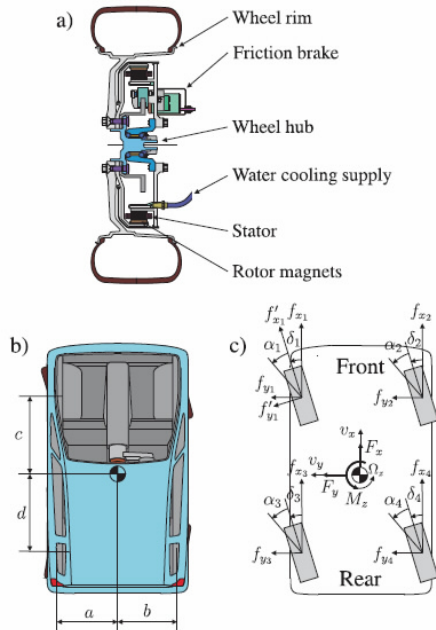 a)
Wheel rim
Friction brake
Wheel hub
Water cooling supply
Stator
Rotor magnets
b)
c
d
a
b
c)
f'x1
fx1
fx2
α1
δ1
α2
δ2
Front
fy1
f'y1
fy2
vx
Fx
fx3
vy
Ωz
fx4
Fy
Mz
α3
δ3
α4
δ4
fy3
fy4
Rear